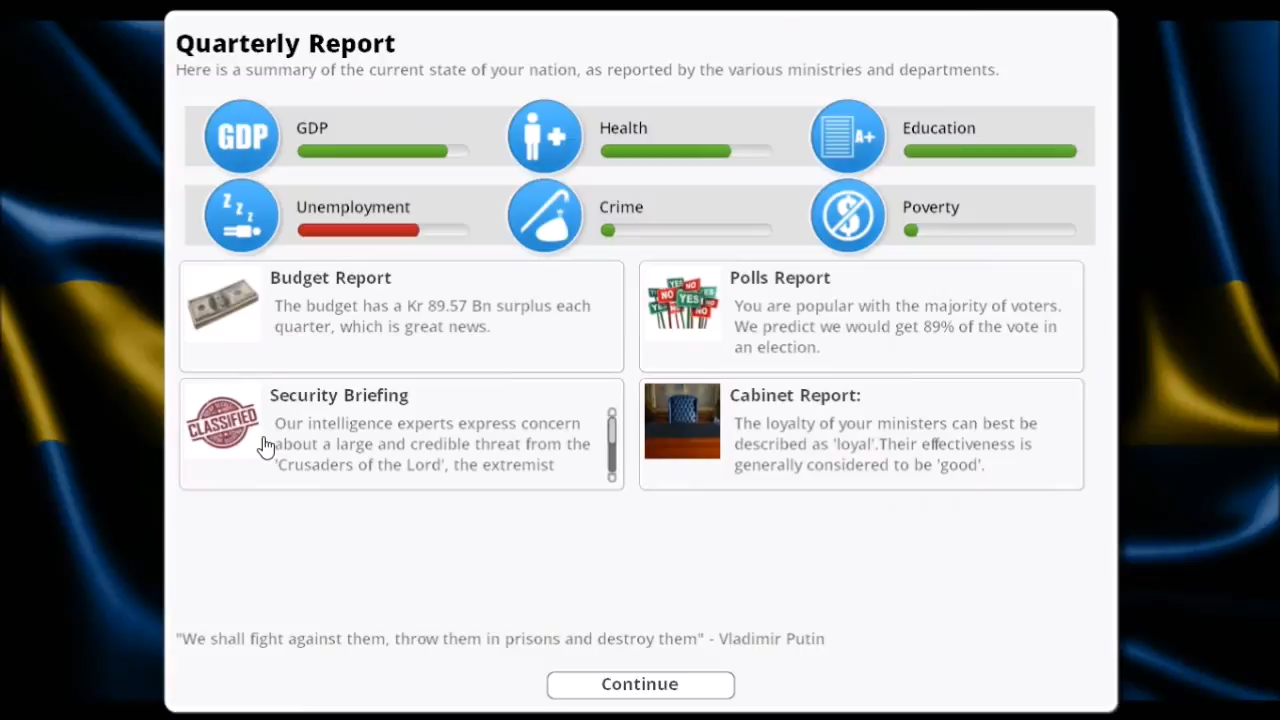 Quarterly Report
Here is a summary of the current state of your nation, as reported by the various ministries and departments.
GDP
GDP
Health
A+
Education
Z Z Z
Unemployment
Crime
$
Poverty
Budget Report
The budget has a Kr 89.57 Bn surplus each
quarter, which is great news.
YES NO NO YES YES NO
Polls Report
You are popular with the majority of voters.
We predict we would get 89% of the vote in
an election.
CLASSIFIED
Security Briefing
Our intelligence experts express concern
about a large and credible threat from the
'Crusaders of the Lord', the extremist
Cabinet Report:
The loyalty of your ministers can best be
described as 'loyal'.Their effectiveness is
generally considered to be 'good'.
"We shall fight against them, throw them in prisons and destroy them" - Vladimir Putin
Continue